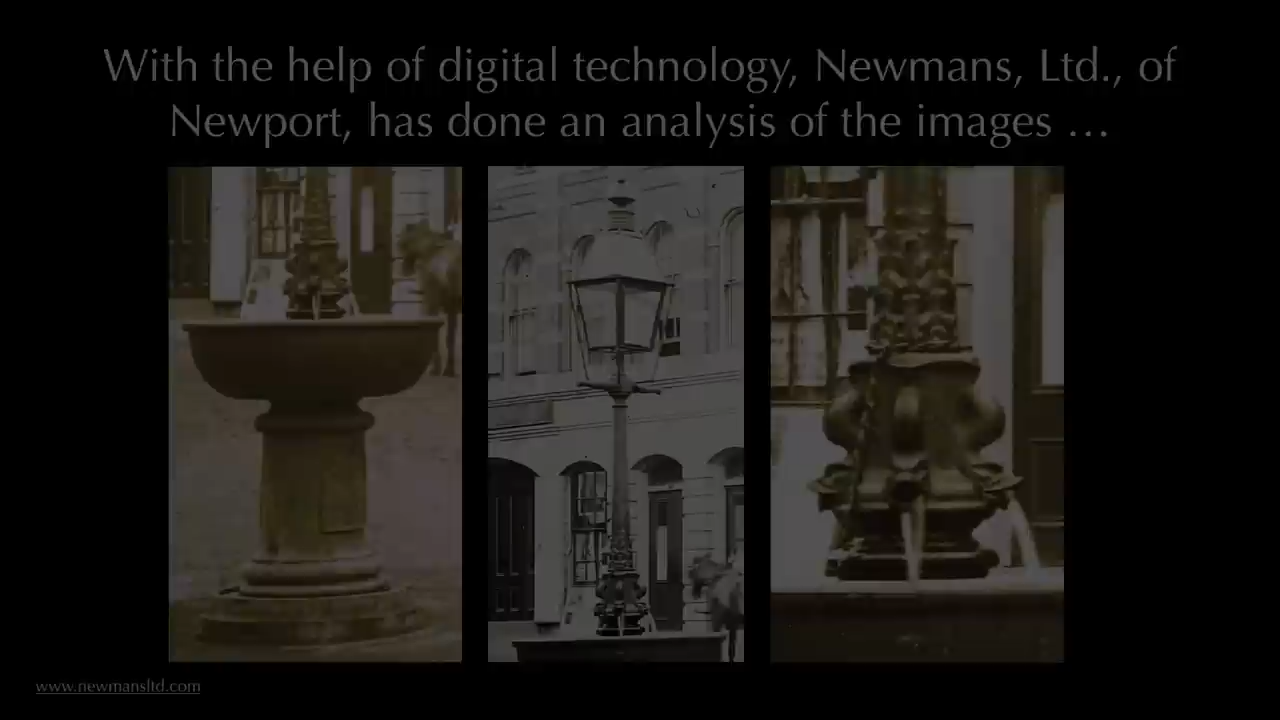 With the help of digital technology, Newmans, Ltd., of
Newport, has done an analysis of the images …
www.newmansltd.com